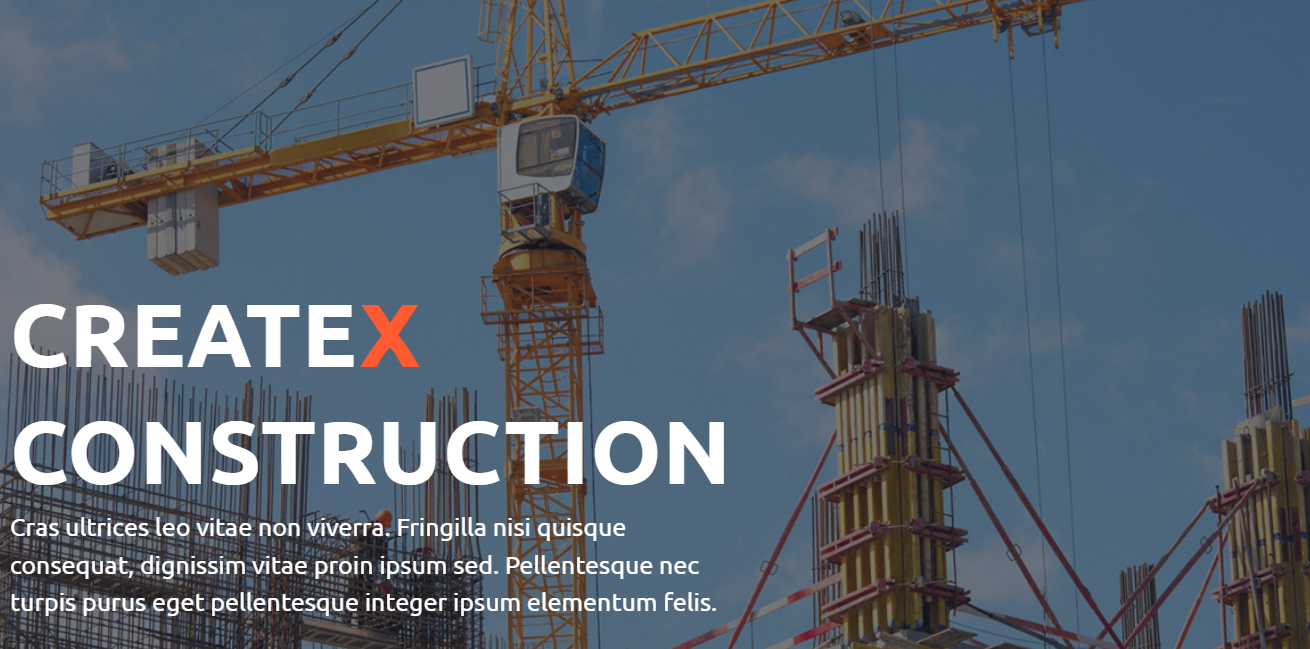 CREATEX
CONSTRUCTION
Cras ultrices leo vitae non viverra. Fringilla nisi quisque
consequat, dignissim vitae proin ipsum sed. Pellentesque nec
turpis purus eget pellentesque integer ipsum elementum felis.